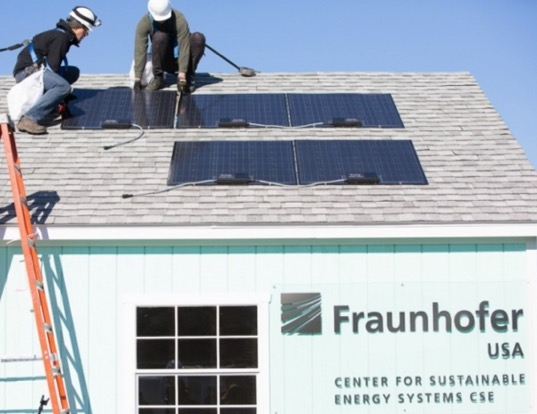 Fraunhofer
USA
CENTER FOR SUSTAINABLE
ENERGY SYSTEMS CSE